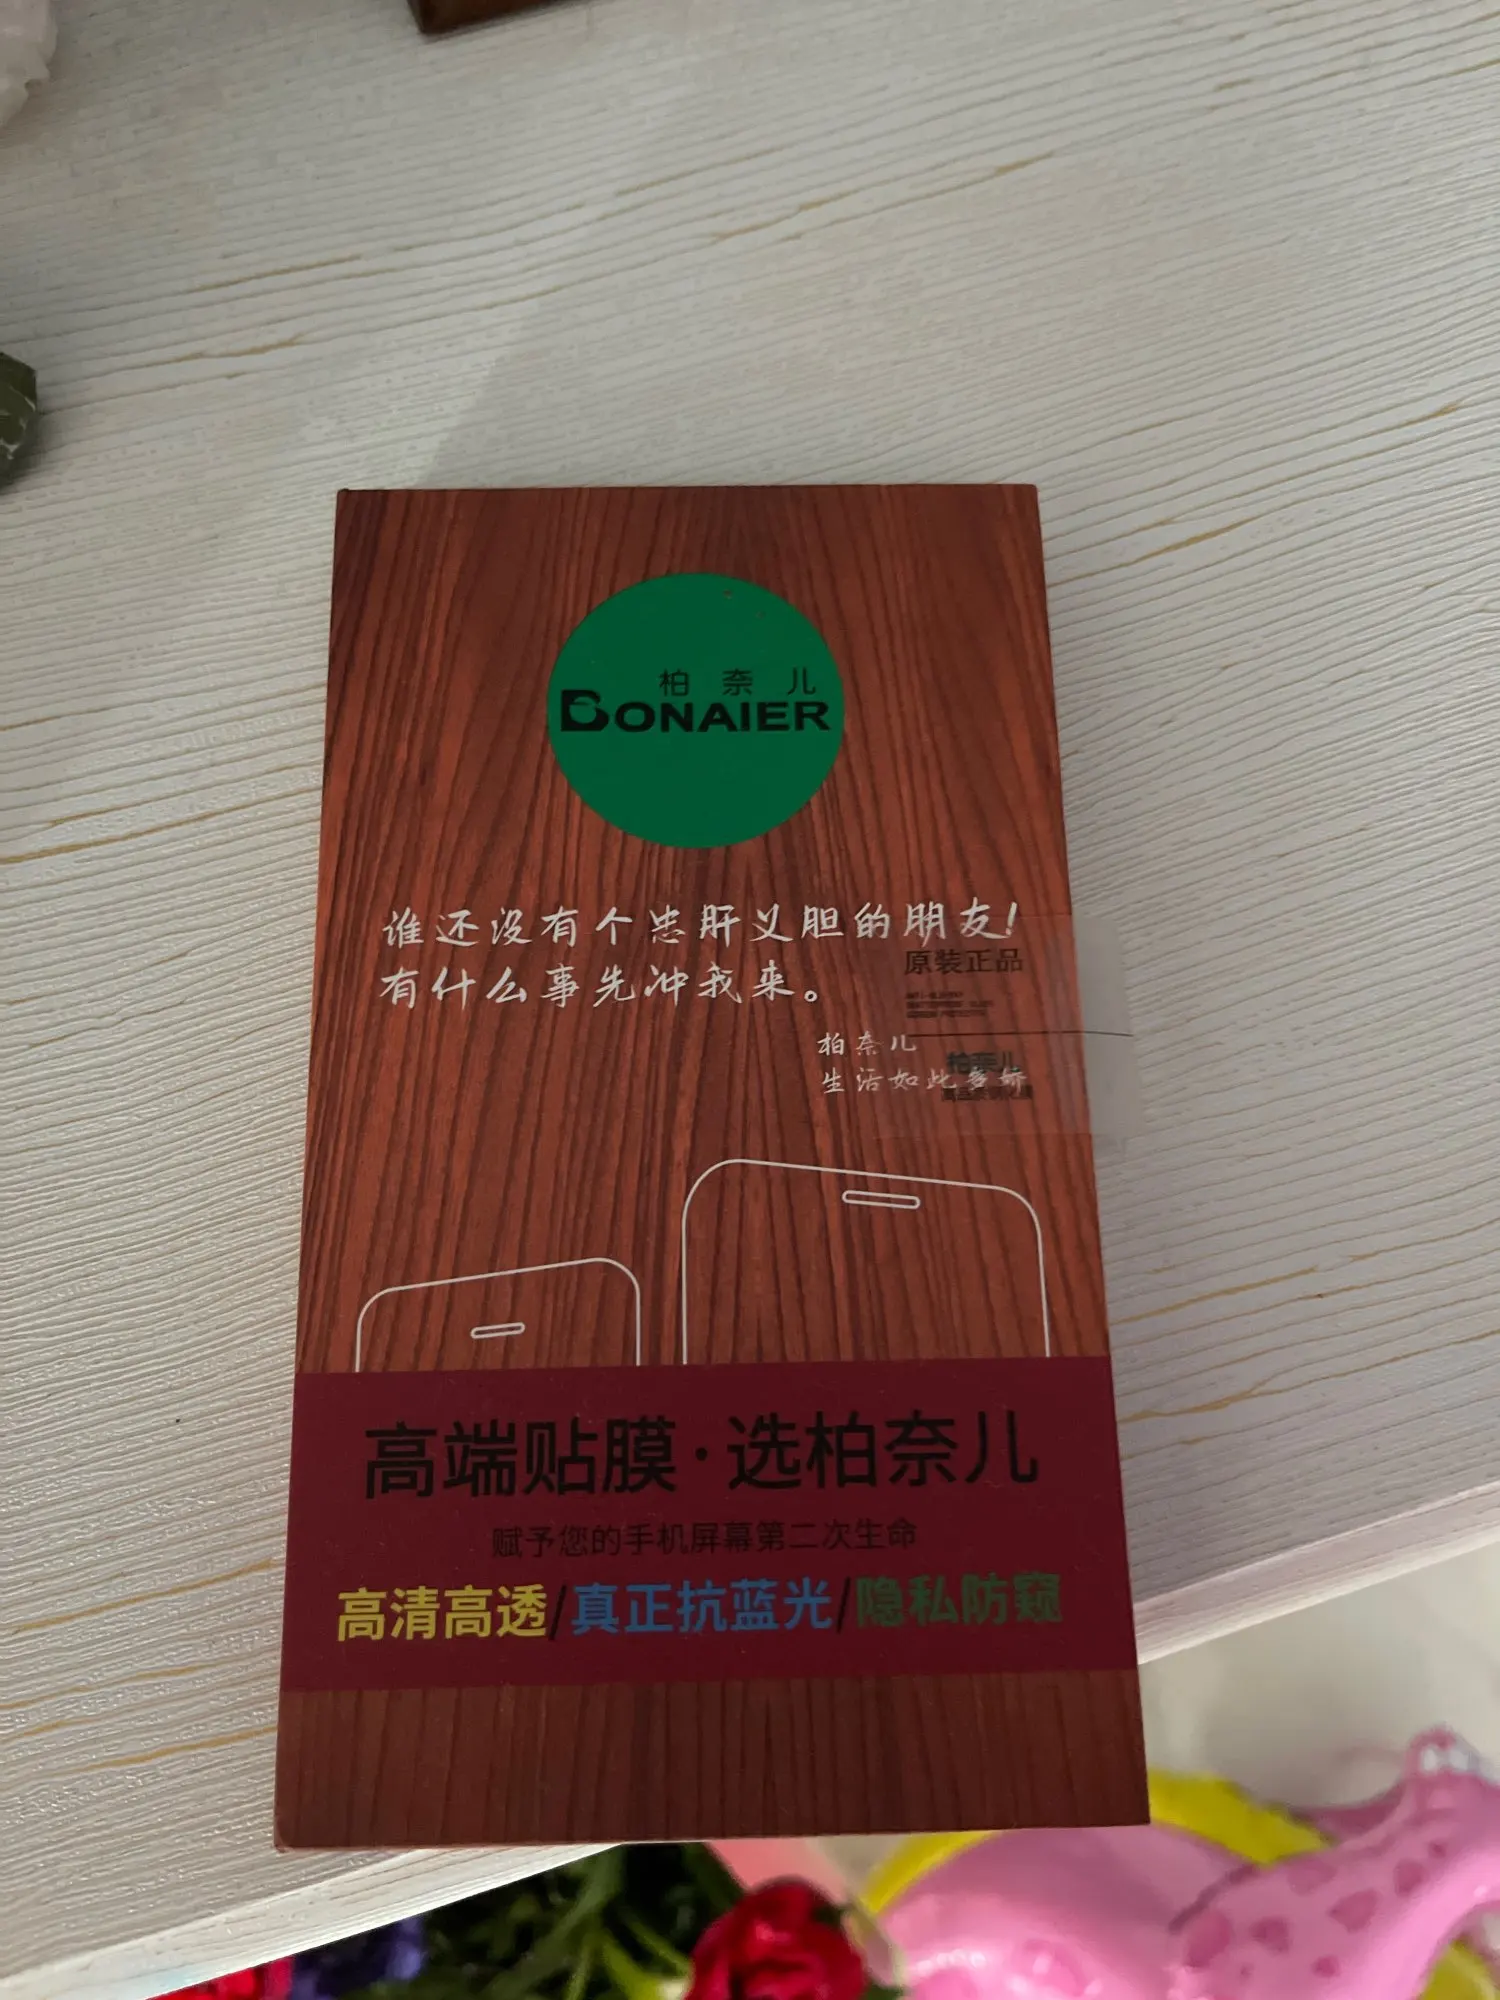 柏奈儿
BONAIER
谁还没有个忠肝义胆的朋友!
有什么事先冲我来。
原装正品
柏奈儿
生活如此多娇
柏奈儿
高端贴膜·选柏奈儿
赋予您的手机屏幕第二次生命
高清高透/真正抗蓝光/隐私防窥